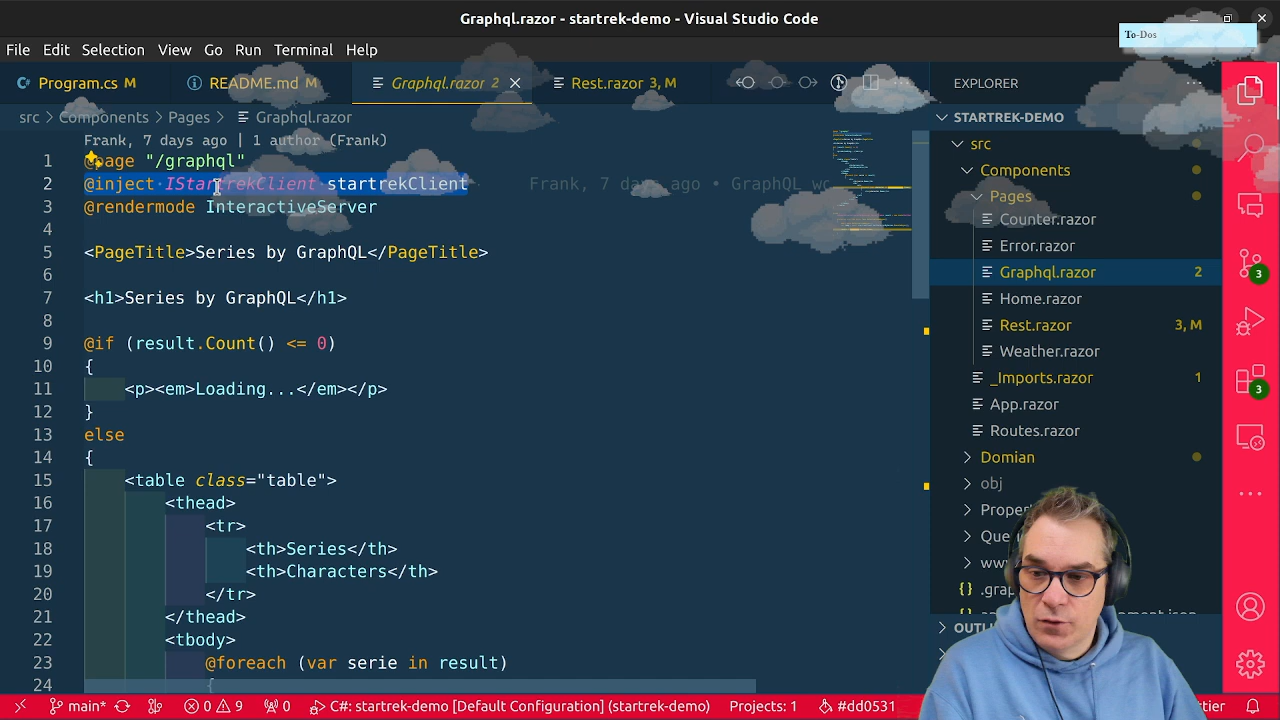 Graphql.razor - startrek-demo - Visual Studio Code
To-Dos
File Edit Selection View Go Run Terminal Help
Program.cs M
README.md M
Graphql.razor 2
Rest.razor 3, M
EXPLORER
src > Components > Pages > Graphql.razor
STARTREK-DEMO
Frank, 7 days ago | 1 author (Frank)
1 @page "/graphql"
2 @inject IStartrekClient startrekClient Frank, 7 days ago • GraphQL
3 @rendermode InteractiveServer
4
5 <PageTitle>Series by GraphQL</PageTitle>
6
7 <h1>Series by GraphQL</h1>
8
9 @if (result.Count() <= 0)
10 {
11 <p><em>Loading...</em></p>
12 }
13 else
14 {
15 <table class="table">
16 <thead>
17 <tr>
18 <th>Series</th>
19 <th>Characters</th>
20 </tr>
21 </thead>
22 <tbody>
23 @foreach (var serie in result)
24 {
src
Components
Pages
Counter.razor
Error.razor
Graphql.razor 2
Home.razor
Rest.razor 3, M
Weather.razor
_Imports.razor 1
App.razor
Routes.razor
Domian
obj
3
3
main*
0 9
0
C#: startrek-demo [Default Configuration] (startrek-demo)
Projects: 1
#dd0531